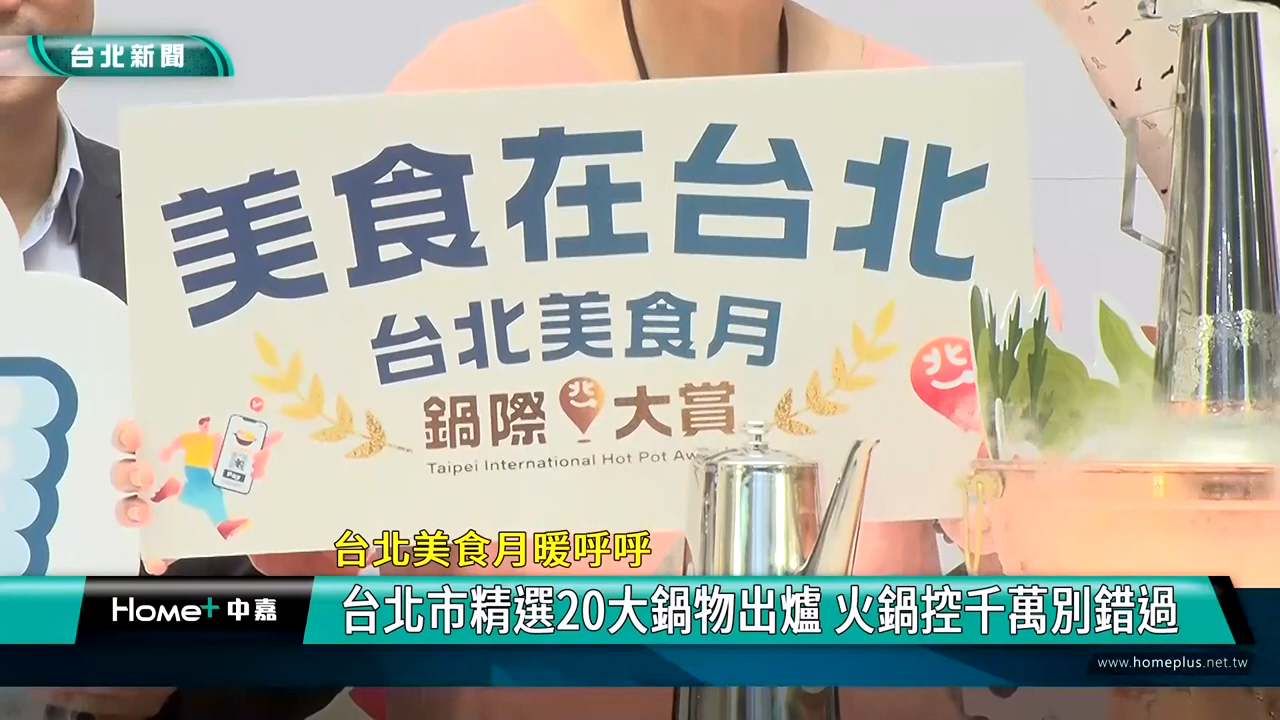 台北新聞
美食在台北
台北美食月
鍋際 北 大賞
Taipei International Hot Pot
北
Pay
台北美食月暖呼呼
Home+中嘉
台北市精選20大鍋物出爐 火鍋控千萬別錯過
www.homeplus.net.tw